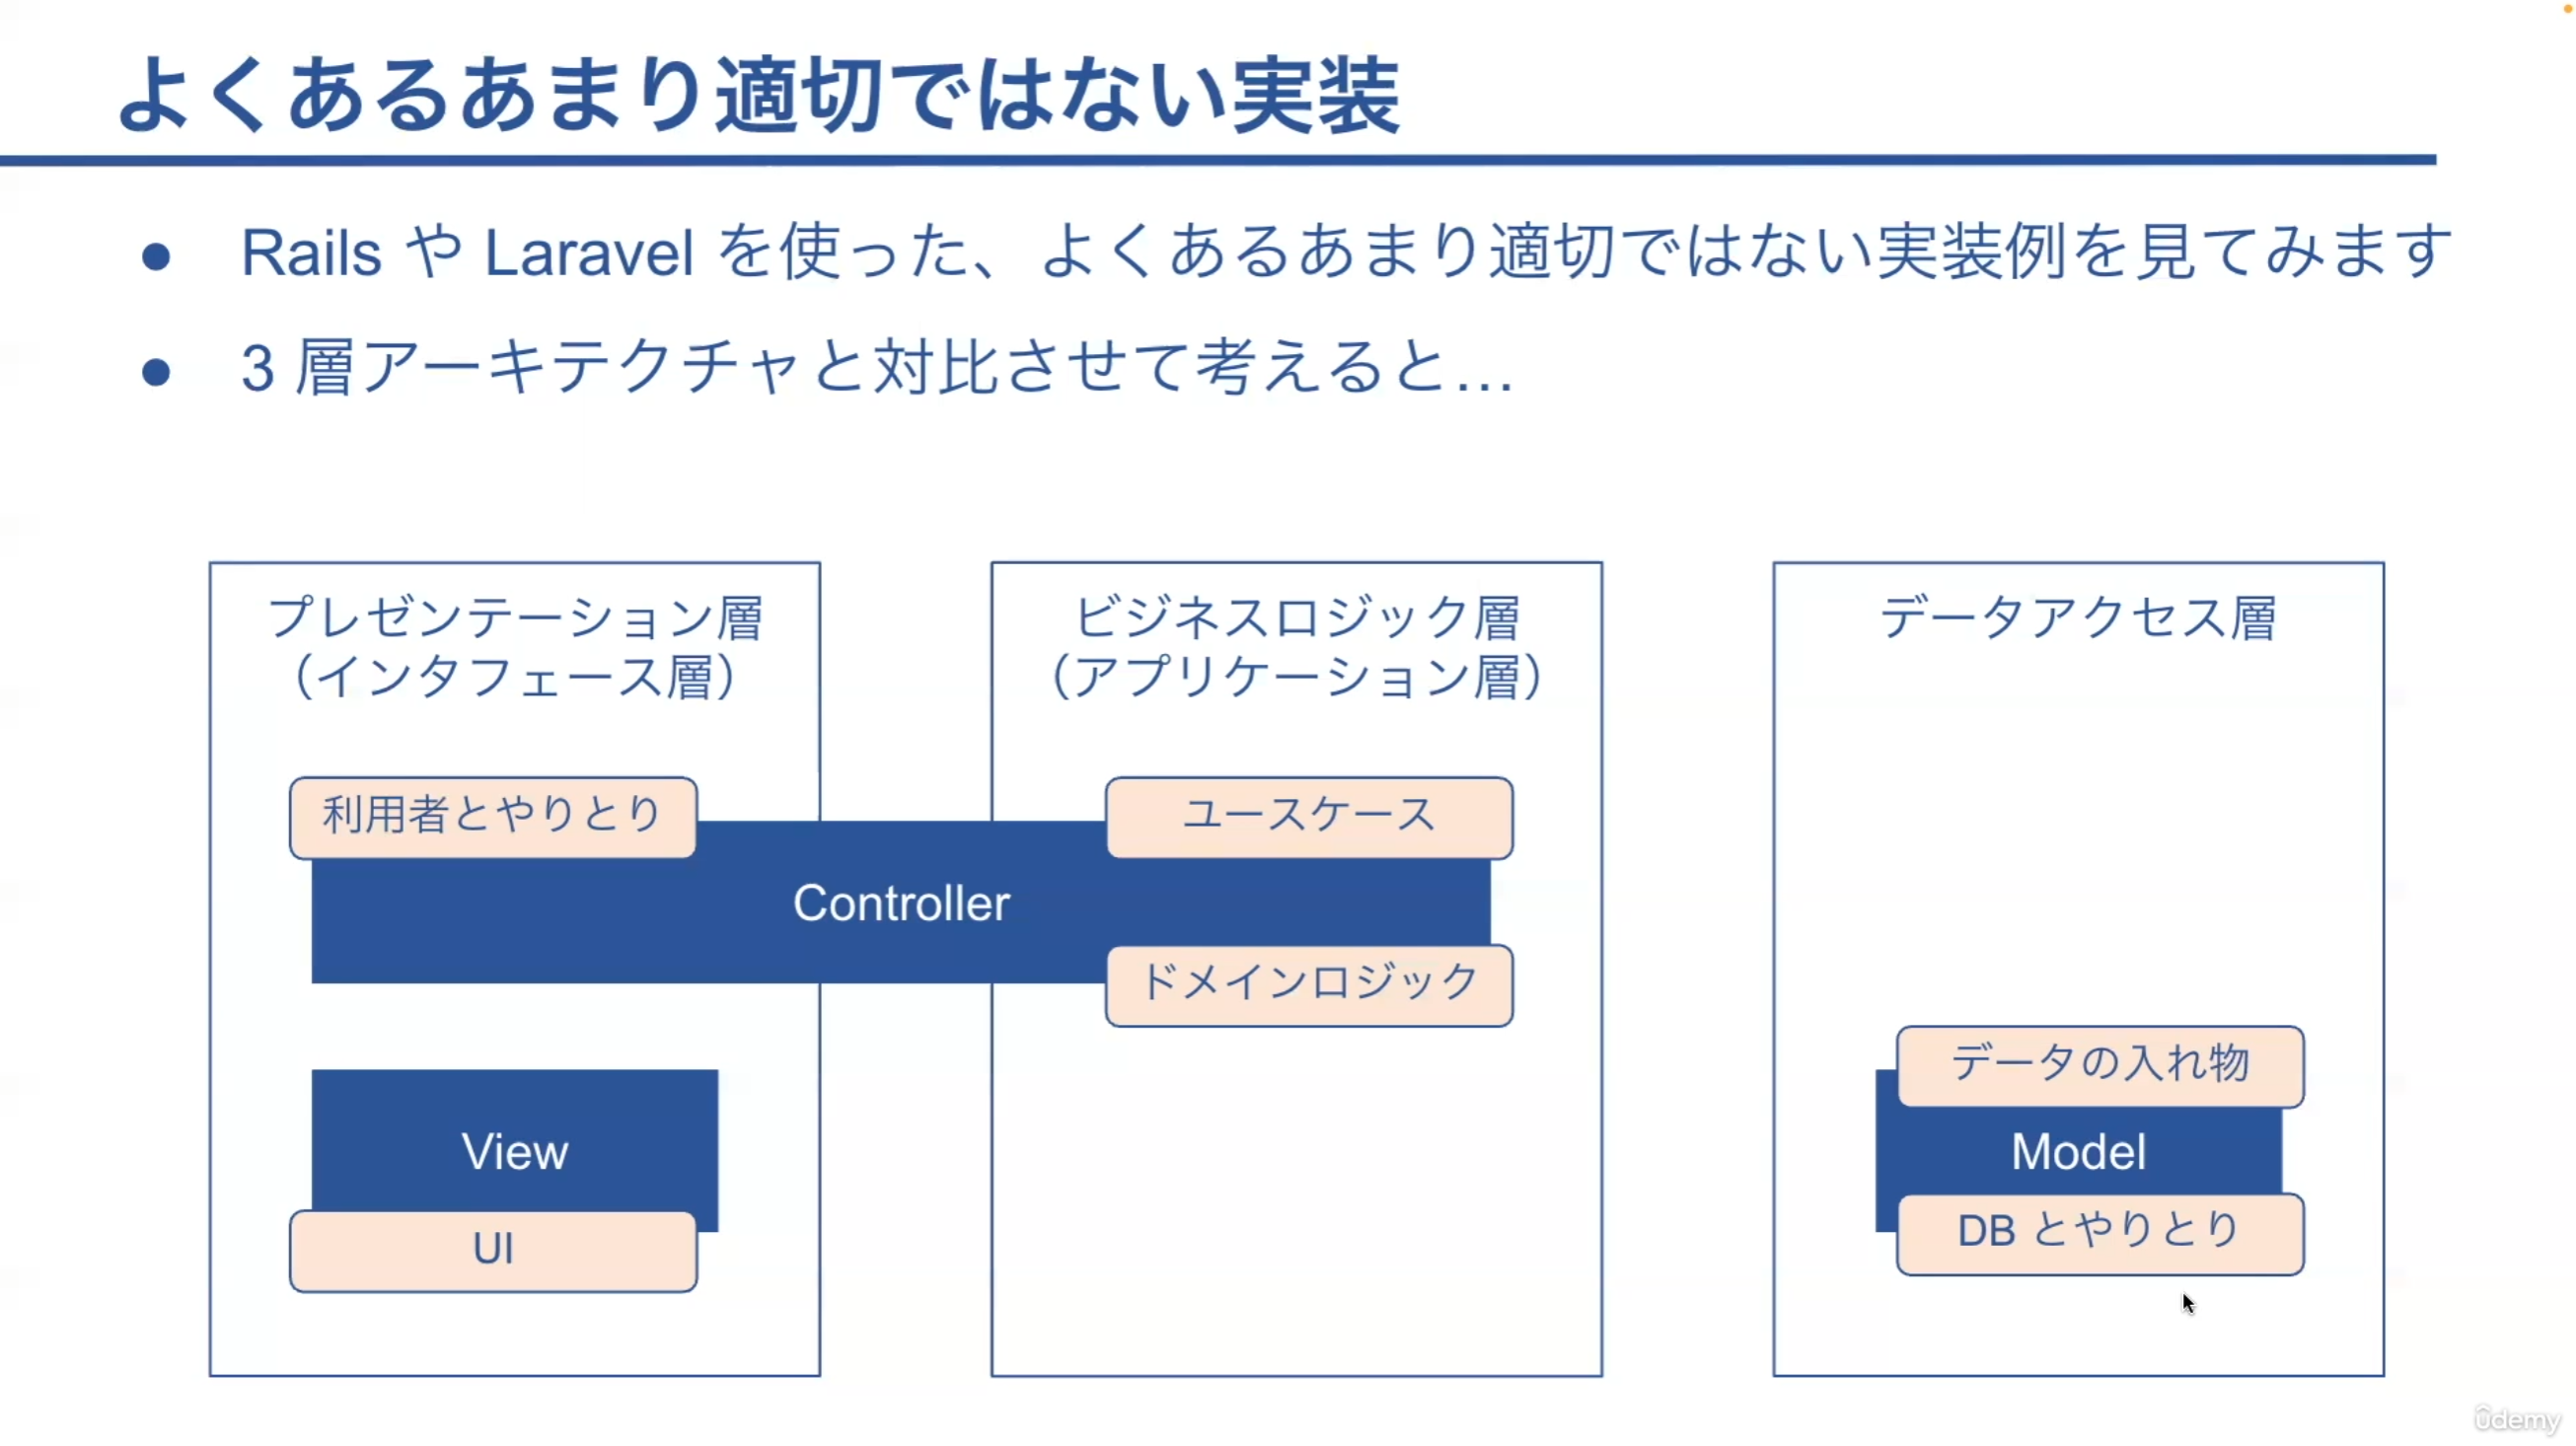 よくあるあまり適切ではない実装
● Rails や Laravel を使った、よくあるあまり適切ではない実装例を見てみます
● 3 層アーキテクチャと対比させて考えると…
プレゼンテーション層
（インタフェース層）
利用者とやりとり
Controller
View
UI
ビジネスロジック層
（アプリケーション層）
ユースケース
ドメインロジック
データアクセス層
データの入れ物
Model
DB とやりとり
ûdemy